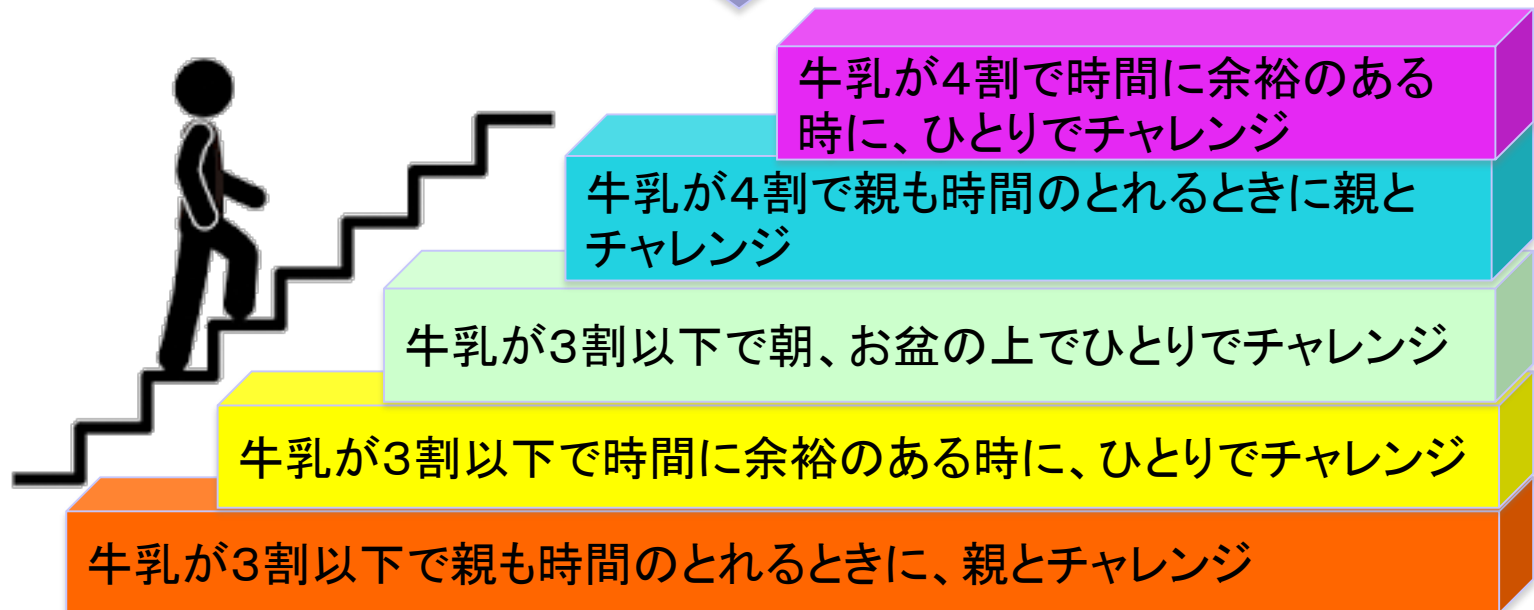 牛乳が４割で時間に余裕のある
時に、ひとりでチャレンジ
牛乳が４割で親も時間のとれるときに親と
チャレンジ
牛乳が３割以下で朝、お盆の上でひとりでチャレンジ
牛乳が３割以下で時間に余裕のある時に、ひとりでチャレンジ
牛乳が３割以下で親も時間のとれるときに、親とチャレンジ